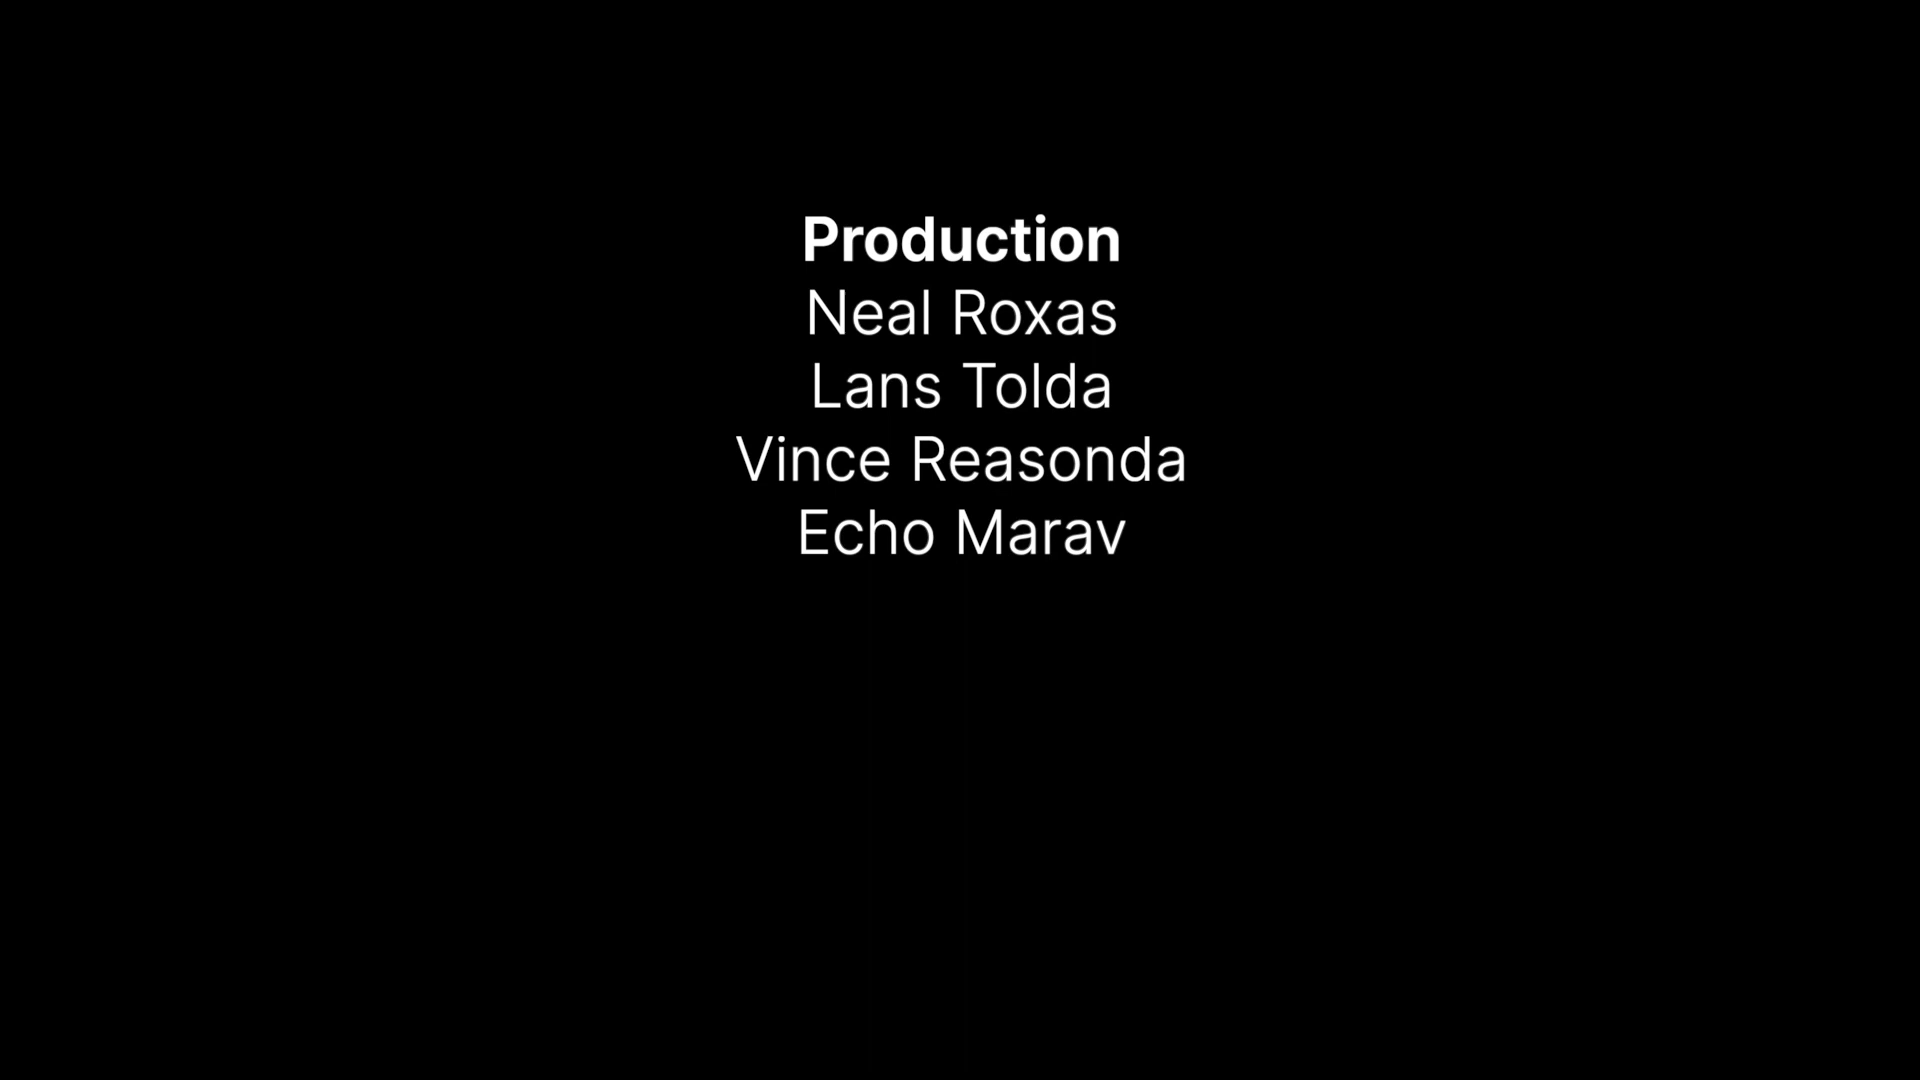 Production
Neal Roxas
Lans Tolda
Vince Reasonda
Echo Marav